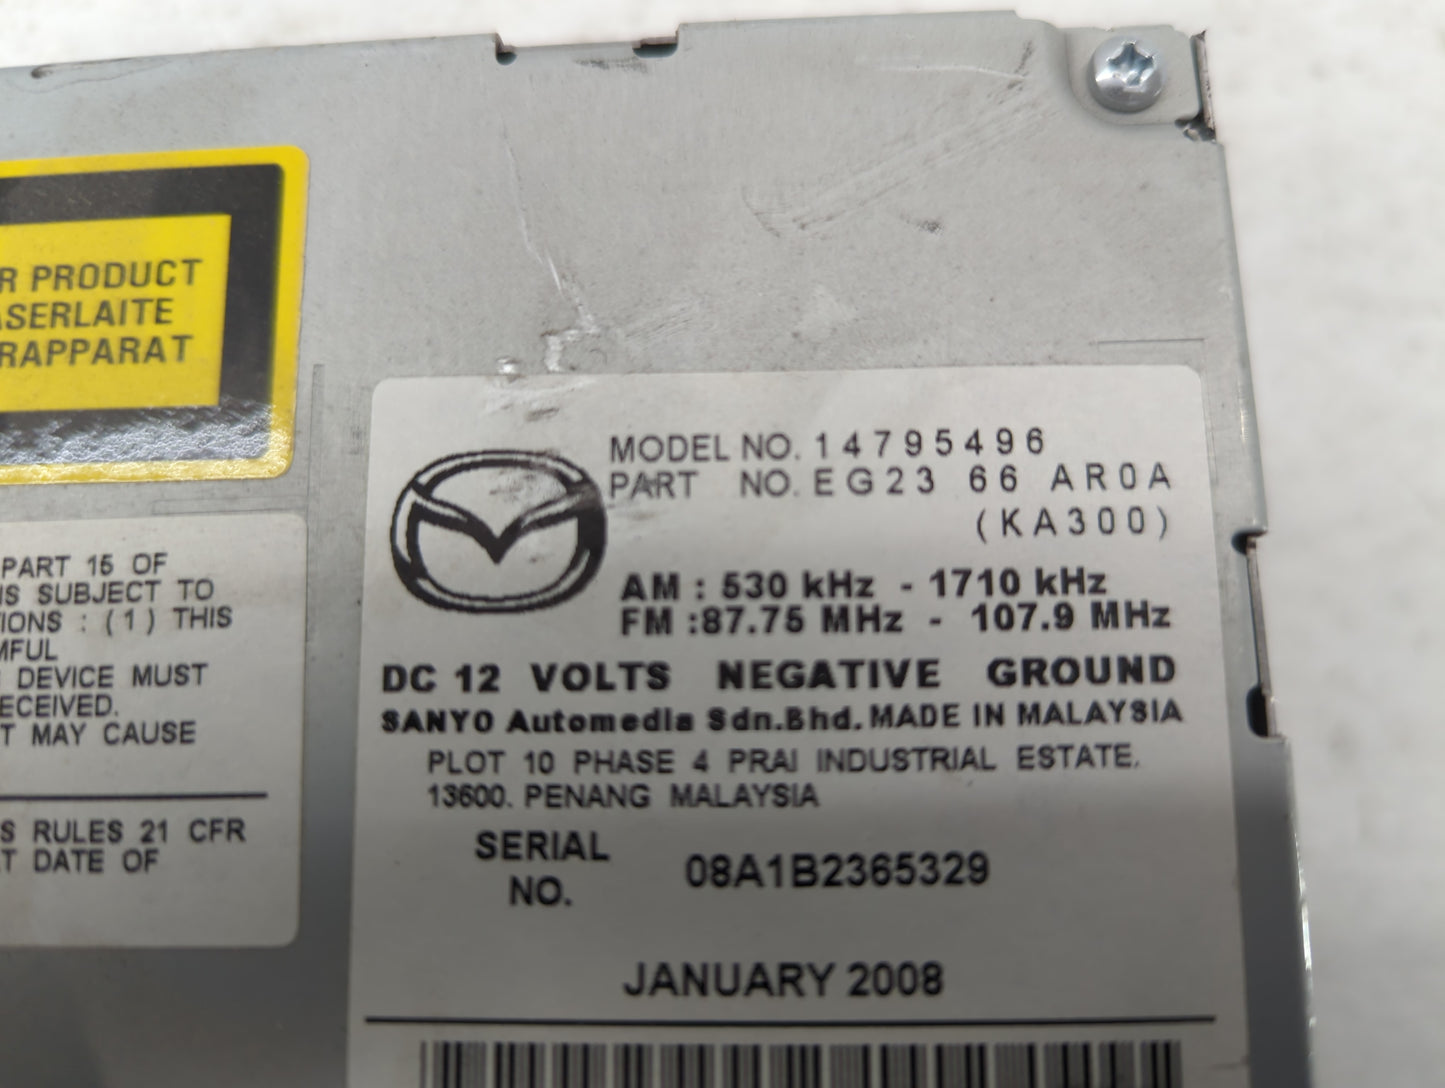 R PRODUCT
ASERLAITE
RAPPARAT
PART 15 OF
IS SUBJECT TO
TIONS : (1) THIS
MFUL
DEVICE MUST
ECEIVED.
T MAY CAUSE
S RULES 21 CFR
T DATE OF
MODEL NO. 14795496
PART NO. EG23 66 AR0A
(KA300)
AM : 530 kHz - 1710 kHz
FM :87.75 MHz - 107.9 MHz
DC 12 VOLTS NEGATIVE GROUND
SANYO Automedia Sdn.Bhd. MADE IN MALAYSIA
PLOT 10 PHASE 4 PRAI INDUSTRIAL ESTATE,
13600. PENANG MALAYSIA
SERIAL NO. 08A1B2365329
JANUARY 2008